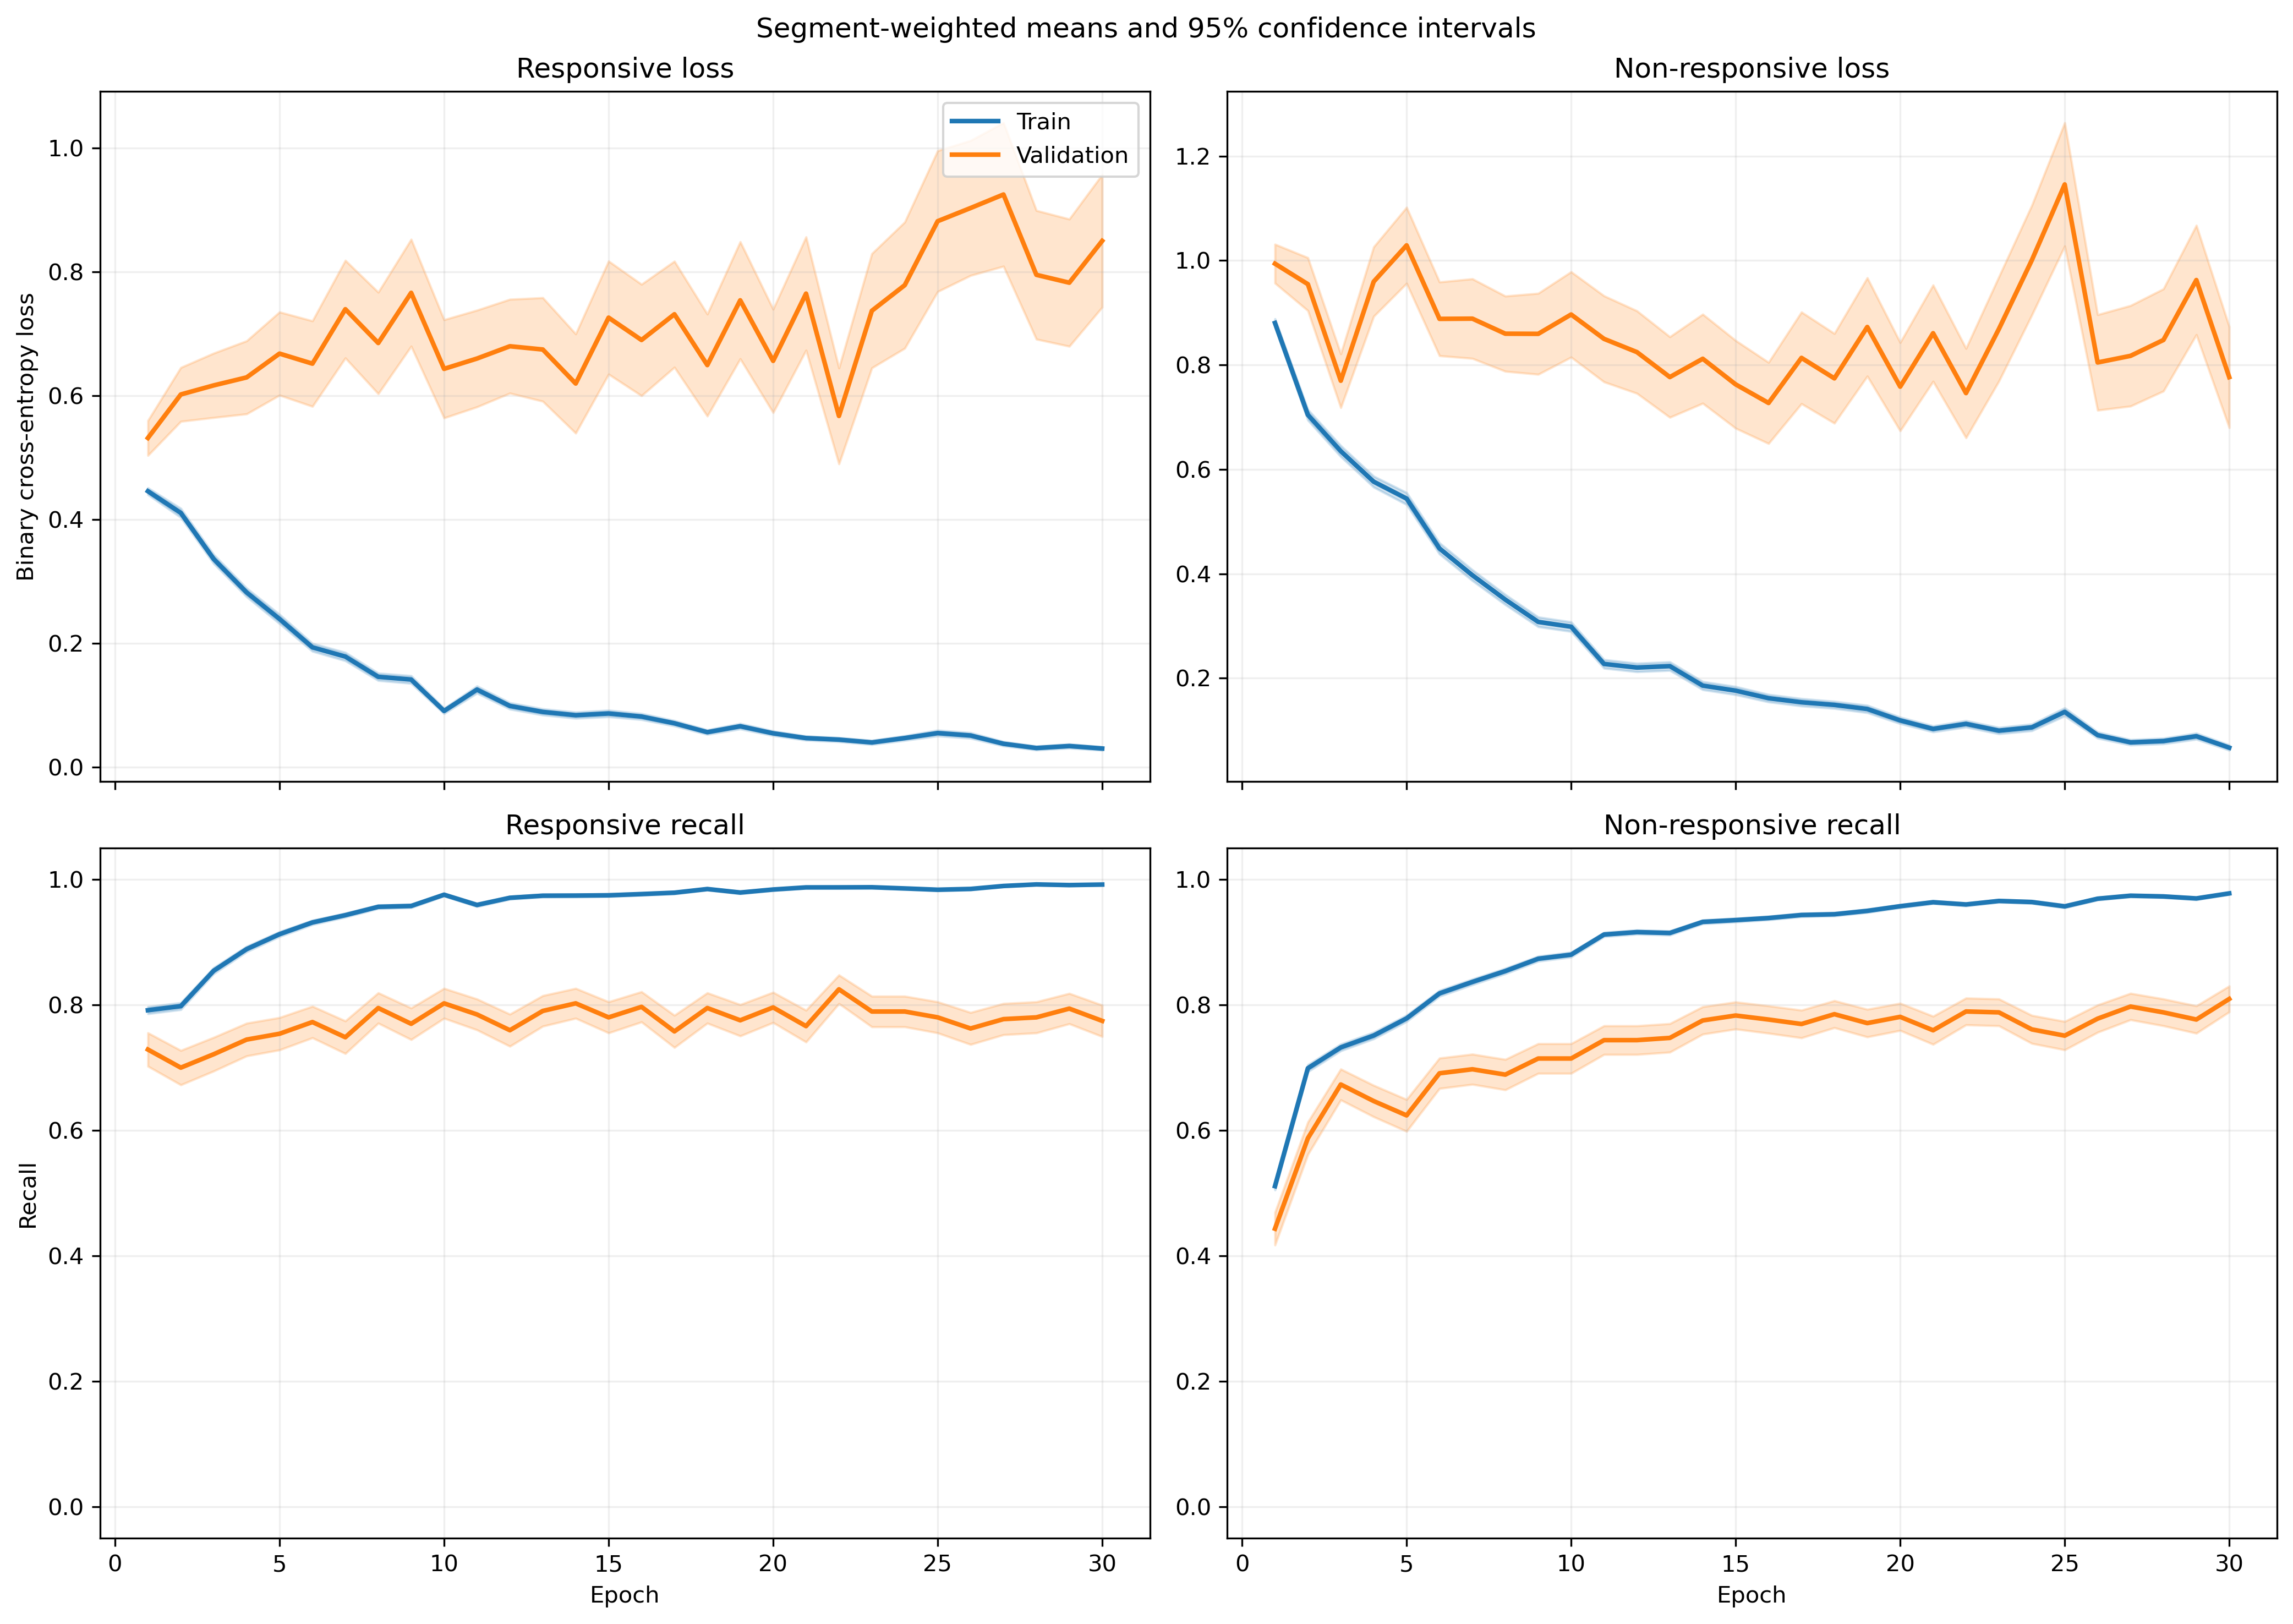 Segment-weighted means and 95% confidence intervals
Responsive loss
Train
Validation
Binary cross-entropy loss
1.0
0.8
0.6
0.4
0.2
0.0
Non-responsive loss
1.2
1.0
0.8
0.6
0.4
0.2
Responsive recall
Recall
1.0
0.8
0.6
0.4
0.2
0.0
0 5 10 15 20 25 30
Epoch
Non-responsive recall
1.0
0.8
0.6
0.4
0.2
0.0
0 5 10 15 20 25 30
Epoch